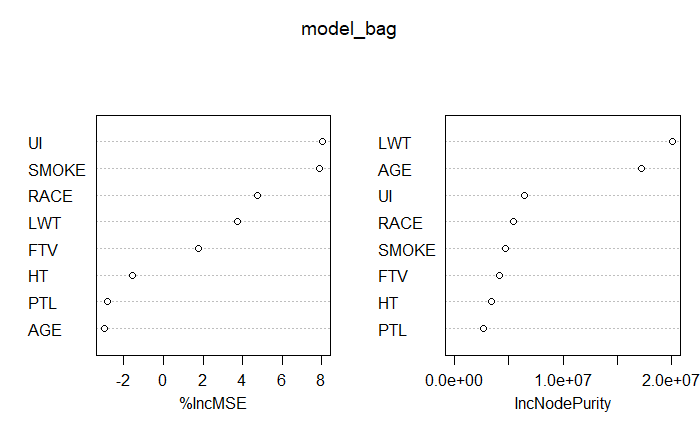 model_bag
UI
SMOKE
RACE
LWT
FTV
HT
PTL
AGE
-2 0 2 4 6 8
%IncMSE
LWT
AGE
UI
RACE
SMOKE
FTV
HT
PTL
0.0e+00 1.0e+07 2.0e+07
IncNodePurity